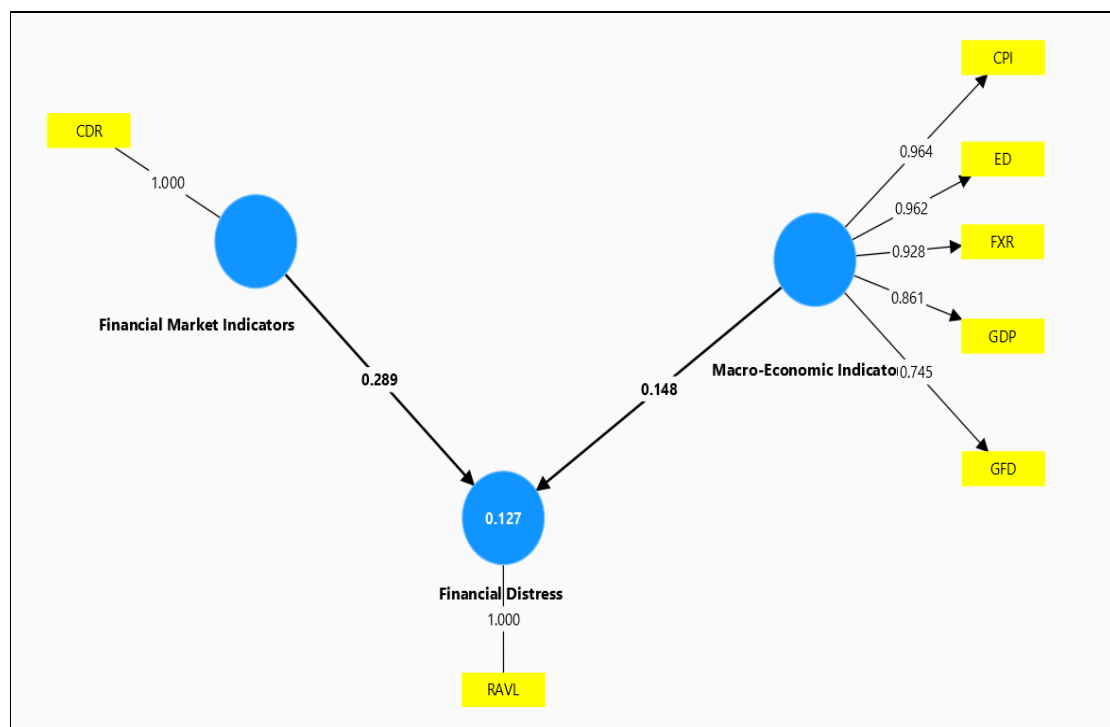 CPI
CDR
0.964
ED
1.000
0.962
FXR
0.928
0.861
Financial Market Indicators
GDP
0.289
Macro-Economic Indicato
0.745
0.148
GFD
0.127
Financial Distress
1.000
RAVL